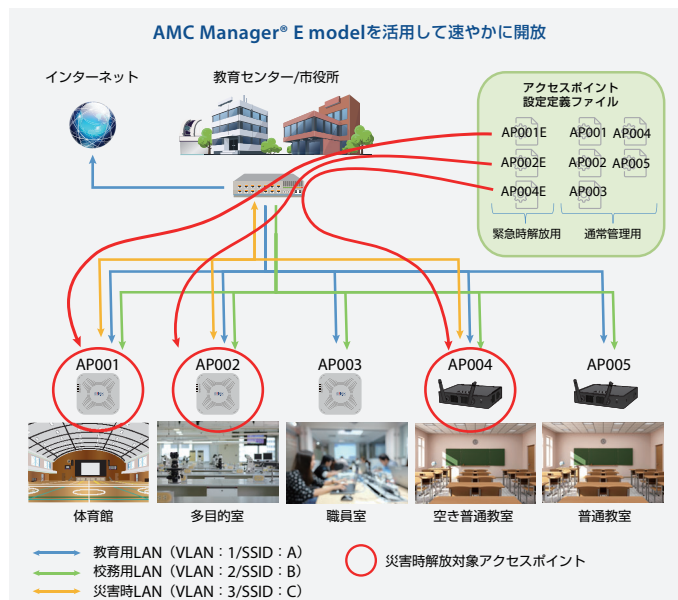 AMC Manager® E modelを活用して速やかに開放
インターネット
教育センター/市役所
アクセスポイント
設定定義ファイル
AP001E
AP001
AP004
AP002E
AP002
AP005
AP004E
AP003
緊急時解放用
通常管理用
AP001
AP002
AP003
AP004
AP005
体育館
多目的室
職員室
空き普通教室
普通教室
教育用LAN（VLAN：1/SSID：A）
校務用LAN（VLAN：2/SSID：B）
災害時LAN（VLAN：3/SSID：C）
災害時解放対象アクセスポイント